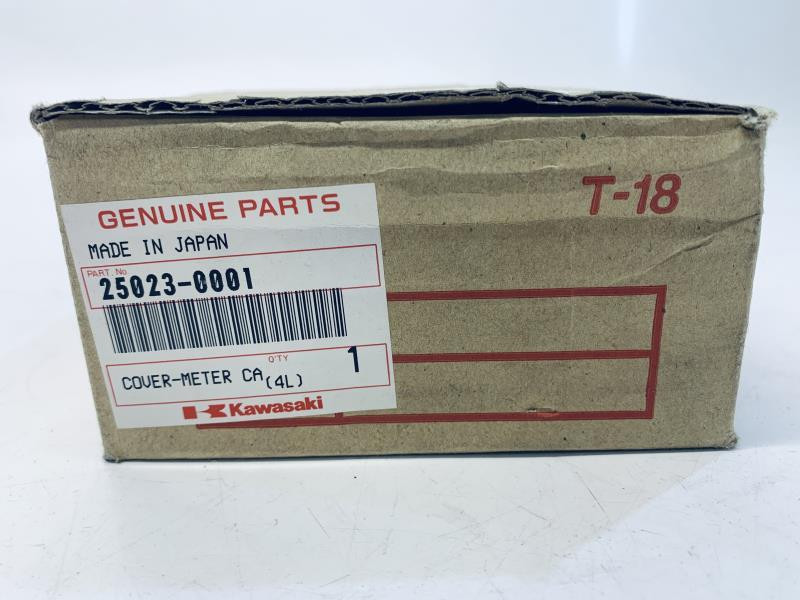 GENUINE PARTS
MADE IN JAPAN
PART. No.
25023-0001
Q'TY
COVER-METER CA(4L) 1
Kawasaki
T-18